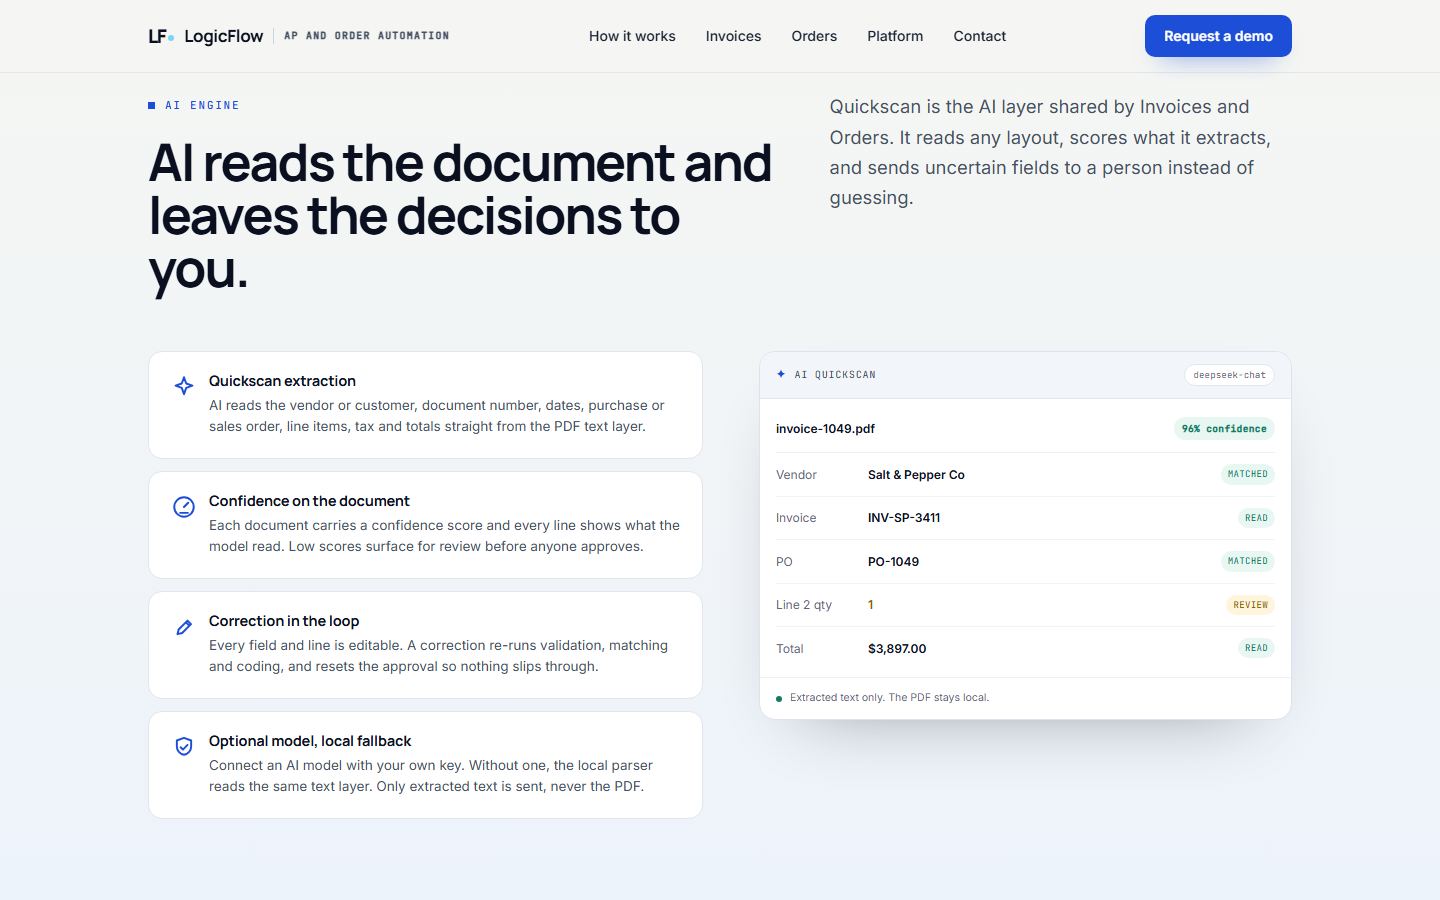 LF LogicFlow AP AND ORDER AUTOMATION How it works Invoices Orders Platform Contact Request a demo
AI ENGINE
AI reads the document and
leaves the decisions to
you.
Quickscan is the AI layer shared by Invoices and
Orders. It reads any layout, scores what it extracts,
and sends uncertain fields to a person instead of
guessing.
Quickscan extraction
AI reads the vendor or customer, document number, dates, purchase or
sales order, line items, tax and totals straight from the PDF text layer.
Confidence on the document
Each document carries a confidence score and every line shows what the
model read. Low scores surface for review before anyone approves.
Correction in the loop
Every field and line is editable. A correction re-runs validation, matching
and coding, and resets the approval so nothing slips through.
Optional model, local fallback
Connect an AI model with your own key. Without one, the local parser
reads the same text layer. Only extracted text is sent, never the PDF.
AI QUICKSCAN deepseek-chat
invoice-1049.pdf 96% confidence
Vendor Salt & Pepper Co MATCHED
Invoice INV-SP-3411 READ
PO PO-1049 MATCHED
Line 2 qty 1 REVIEW
Total $3,897.00 READ
Extracted text only. The PDF stays local.